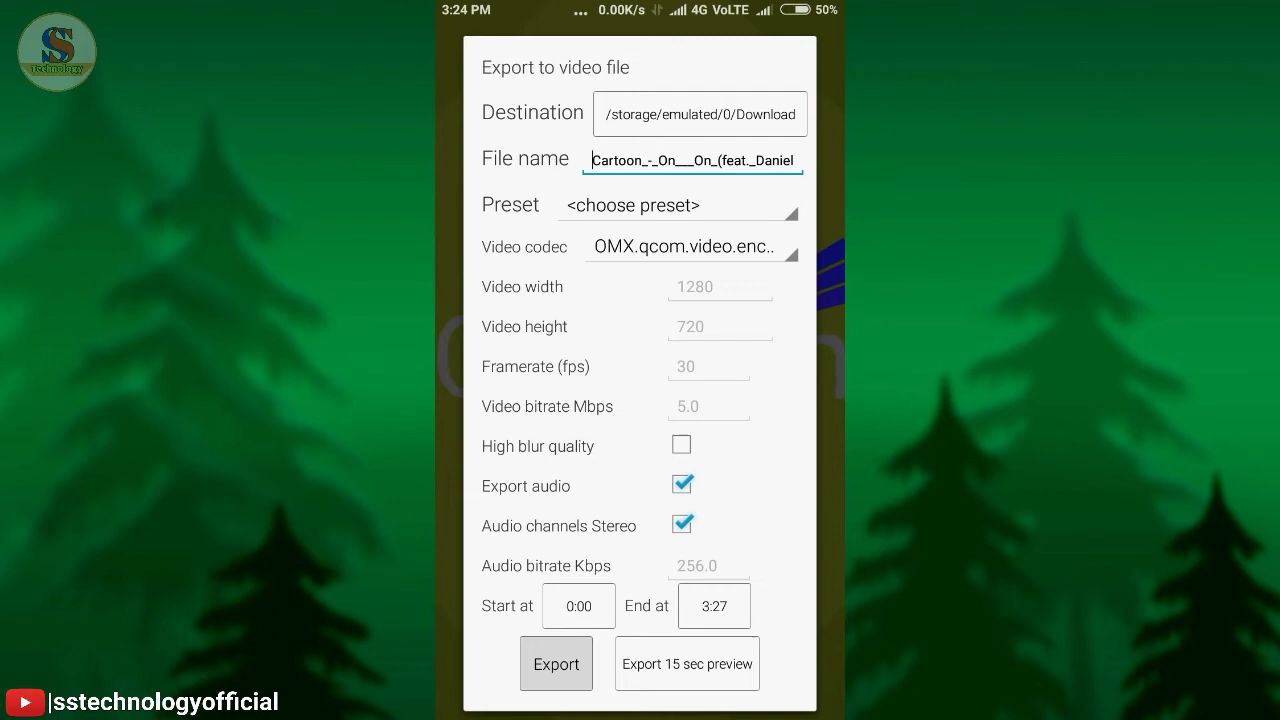 S
technology
3:24 PM ... 0.00K/s 4G VoLTE 50%
Export to video file
Destination /storage/emulated/0/Download
File name Cartoon_-_On___On_(feat._Daniel
Preset <choose preset>
Video codec OMX.qcom.video.enc..
Video width 1280
Video height 720
Framerate (fps) 30
Video bitrate Mbps 5.0
High blur quality
Export audio
Audio channels Stereo
Audio bitrate Kbps 256.0
Start at 0:00 End at 3:27
Export Export 15 sec preview
|sstechnologyofficial